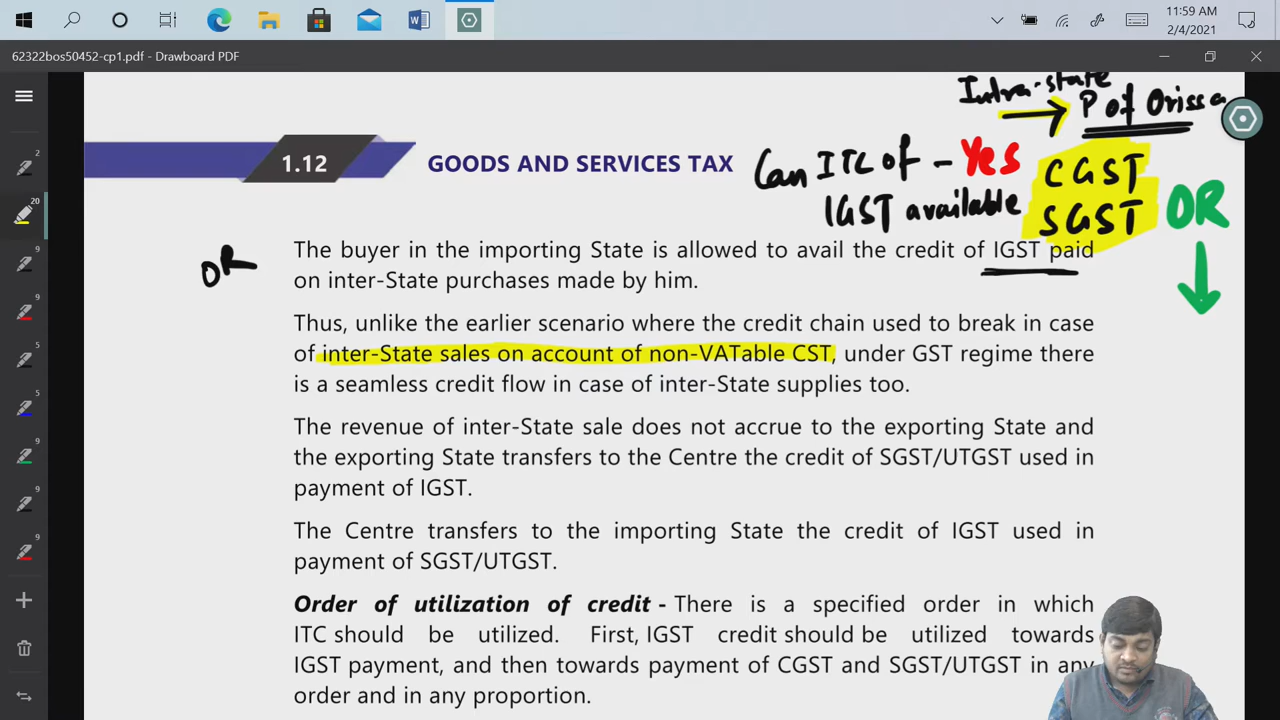 11:59 AM
2/4/2021
62322bos50452-cp1.pdf - Drawboard PDF
Intra-state
P of Orissa
1.12
GOODS AND SERVICES TAX
Can ITC of - Yes
IGST available
CGST
SGST
OR
OR
The buyer in the importing State is allowed to avail the credit of IGST paid
on inter-State purchases made by him.
Thus, unlike the earlier scenario where the credit chain used to break in case
of inter-State sales on account of non-VATable CST, under GST regime there
is a seamless credit flow in case of inter-State supplies too.
The revenue of inter-State sale does not accrue to the exporting State and
the exporting State transfers to the Centre the credit of SGST/UTGST used in
payment of IGST.
The Centre transfers to the importing State the credit of IGST used in
payment of SGST/UTGST.
Order of utilization of credit - There is a specified order in which
ITC should be utilized. First, IGST credit should be utilized towards
IGST payment, and then towards payment of CGST and SGST/UTGST in any
order and in any proportion.
20
9
9
5
5
9
9
9